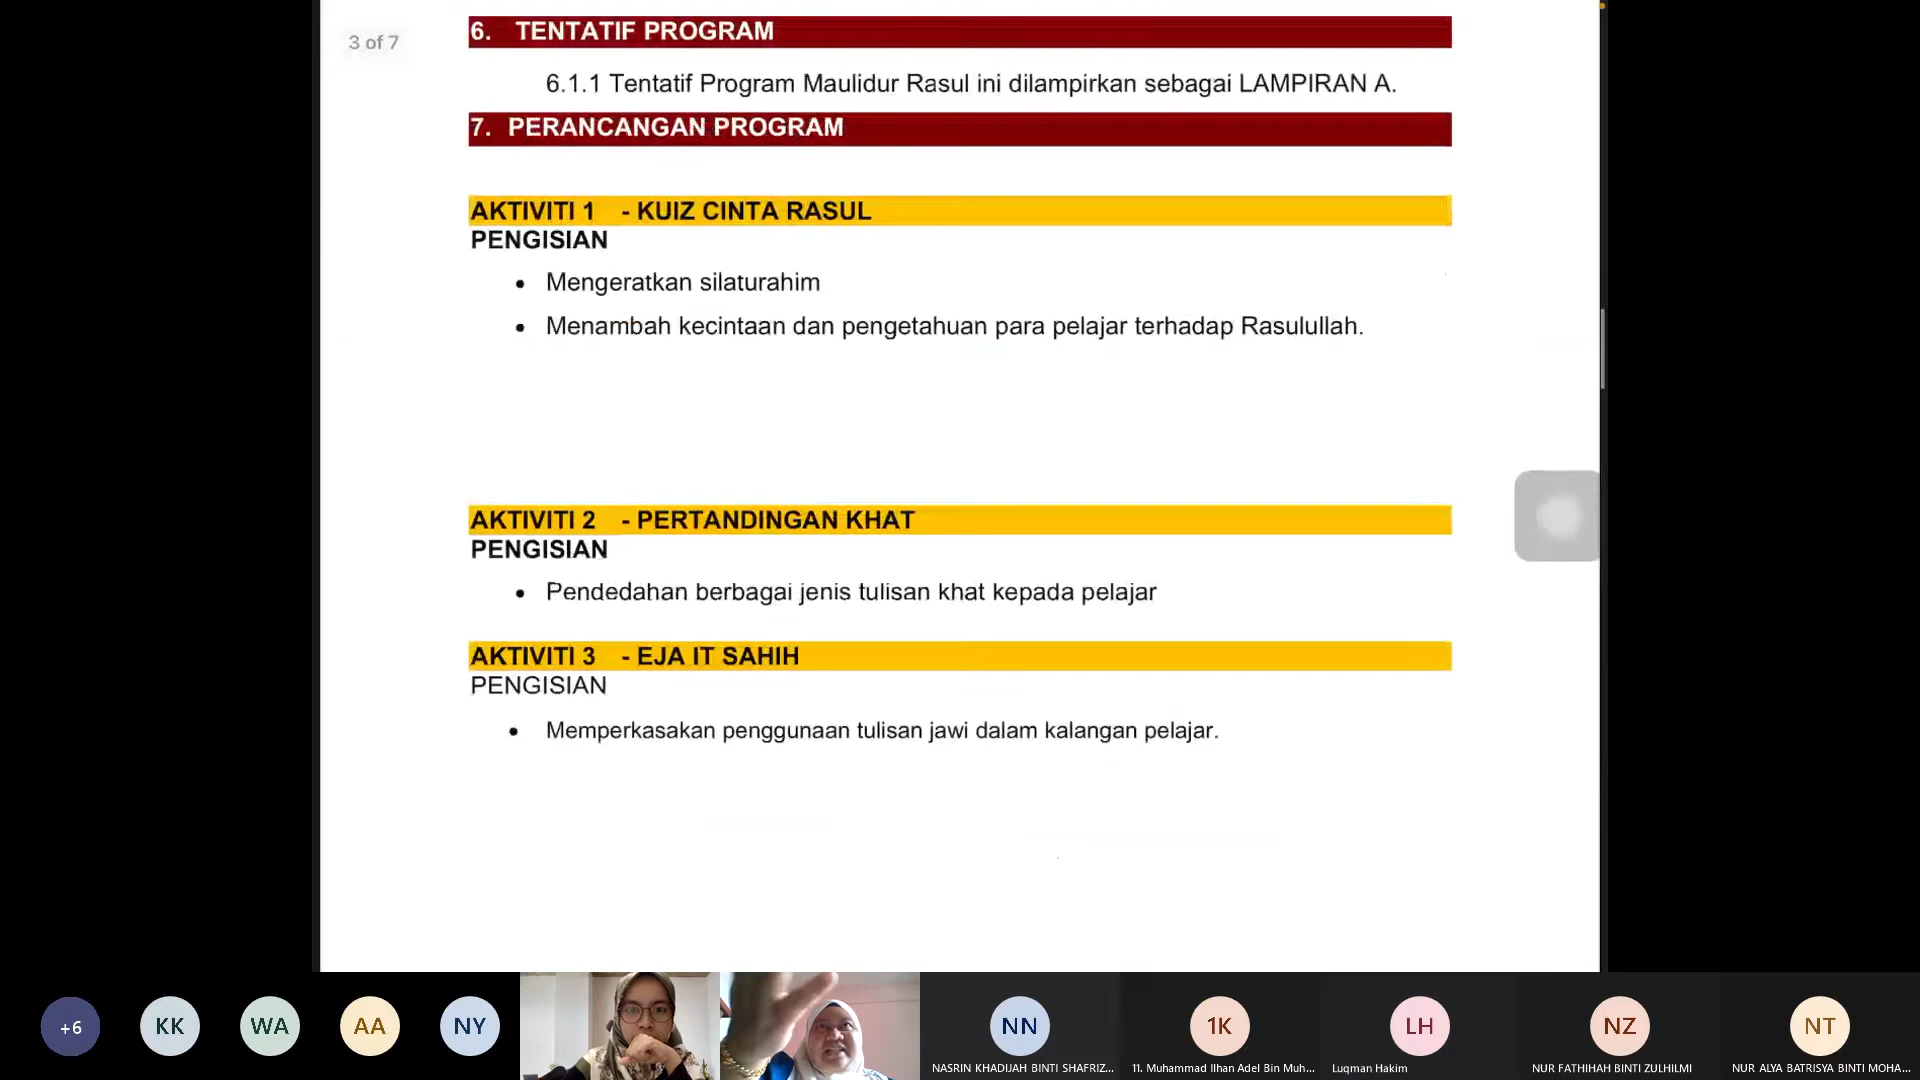 3 of 7
6. TENTATIF PROGRAM
6.1.1 Tentatif Program Maulidur Rasul ini dilampirkan sebagai LAMPIRAN A.
7. PERANCANGAN PROGRAM
AKTIVITI 1 - KUIZ CINTA RASUL
PENGISIAN
• Mengeratkan silaturahim
• Menambah kecintaan dan pengetahuan para pelajar terhadap Rasulullah.
AKTIVITI 2 - PERTANDINGAN KHAT
PENGISIAN
• Pendedahan berbagai jenis tulisan khat kepada pelajar
AKTIVITI 3 - EJA IT SAHIH
PENGISIAN
• Memperkasakan penggunaan tulisan jawi dalam kalangan pelajar.
+6 KK WA AA NY NN 1K LH NZ NT
NASRIN KHADIJAH BINTI SHAFRIZ... 11. Muhammad Ilhan Adel Bin Muh... Luqman Hakim NUR FATHIHAH BINTI ZULHILMI NUR ALYA BATRISYA BINTI MOHA...